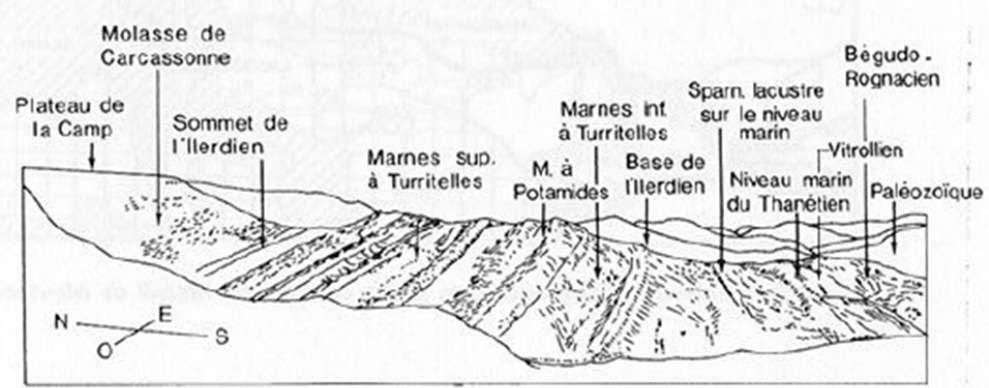 Molasse de
Carcassonne
Plateau de
la Camp
Sommet de
l'Ilerdien
Marnes sup.
à Turritelles
M. à
Potamides
Marnes inf.
à Turritelles
Base de
l'Ilerdien
Sparn. lacustre
sur le niveau
marin
Niveau marin
du Thanétien
Vitrollien
Bégudo-
Rognacien
Paléozoïque
N
E
O
S